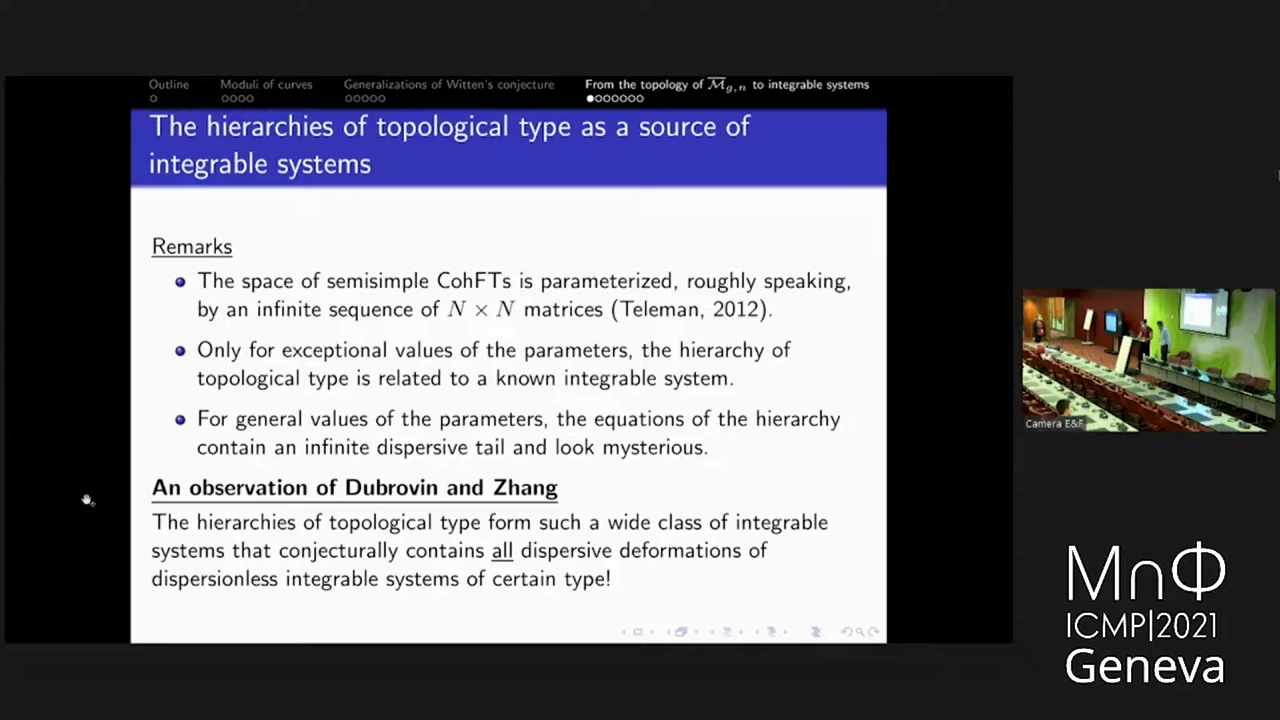 Outline
Moduli of curves
Generalizations of Witten's conjecture
From the topology of $\overline{\mathcal{M}}_{g,n}$ to integrable systems
The hierarchies of topological type as a source of
integrable systems
Remarks
The space of semisimple CohFTs is parameterized, roughly speaking,
by an infinite sequence of N × N matrices (Teleman, 2012).
Only for exceptional values of the parameters, the hierarchy of
topological type is related to a known integrable system.
For general values of the parameters, the equations of the hierarchy
contain an infinite dispersive tail and look mysterious.
An observation of Dubrovin and Zhang
The hierarchies of topological type form such a wide class of integrable
systems that conjecturally contains all dispersive deformations of
dispersionless integrable systems of certain type!
Camera E&F
MnΦ
ICMP|2021
Geneva